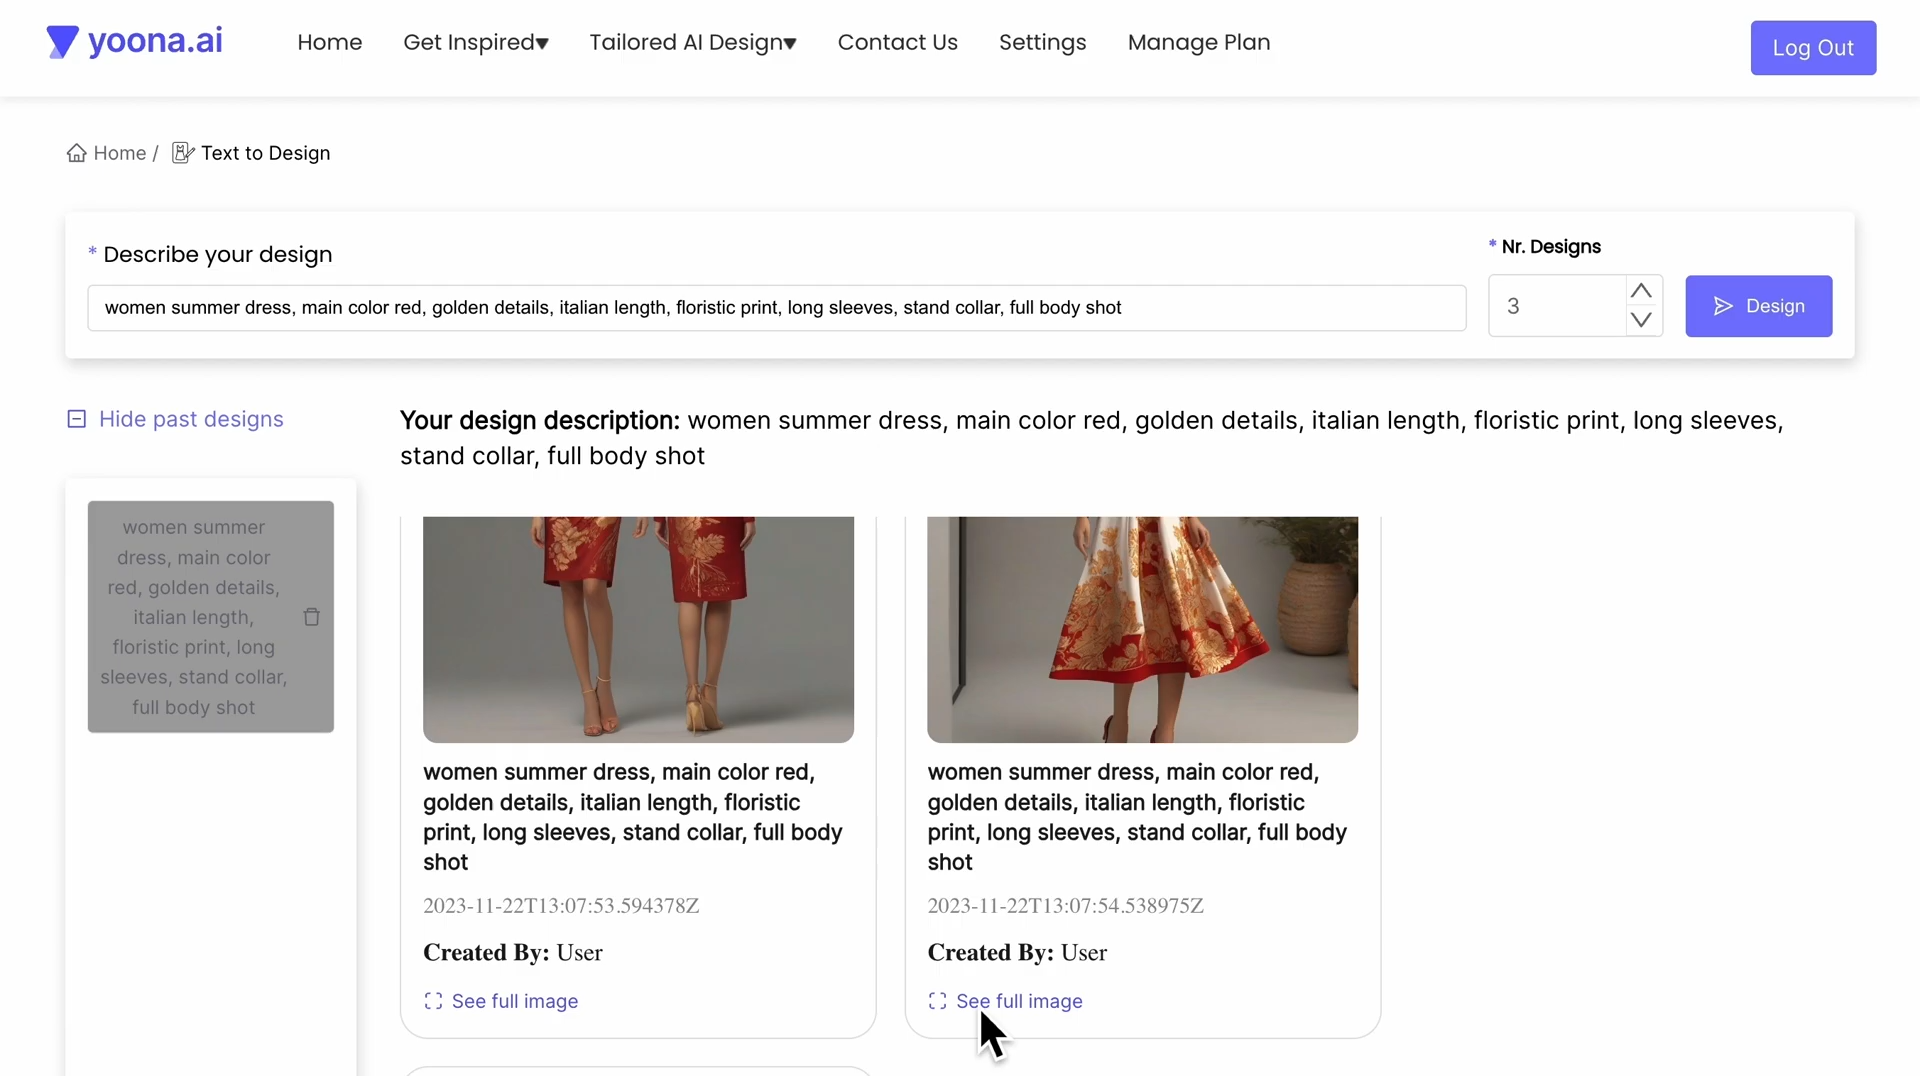 yoona.ai
Home
Get Inspired▾
Tailored AI Design▾
Contact Us
Settings
Manage Plan
Log Out
Home / Text to Design
* Describe your design
women summer dress, main color red, golden details, italian length, floristic print, long sleeves, stand collar, full body shot
* Nr. Designs
3
Design
Hide past designs
women summer
dress, main color
red, golden details,
italian length,
floristic print, long
sleeves, stand collar,
full body shot
Your design description: women summer dress, main color red, golden details, italian length, floristic print, long sleeves,
stand collar, full body shot
women summer dress, main color red,
golden details, italian length, floristic
print, long sleeves, stand collar, full body
shot
2023-11-22T13:07:53.594378Z
Created By: User
See full image
women summer dress, main color red,
golden details, italian length, floristic
print, long sleeves, stand collar, full body
shot
2023-11-22T13:07:54.538975Z
Created By: User
See full image